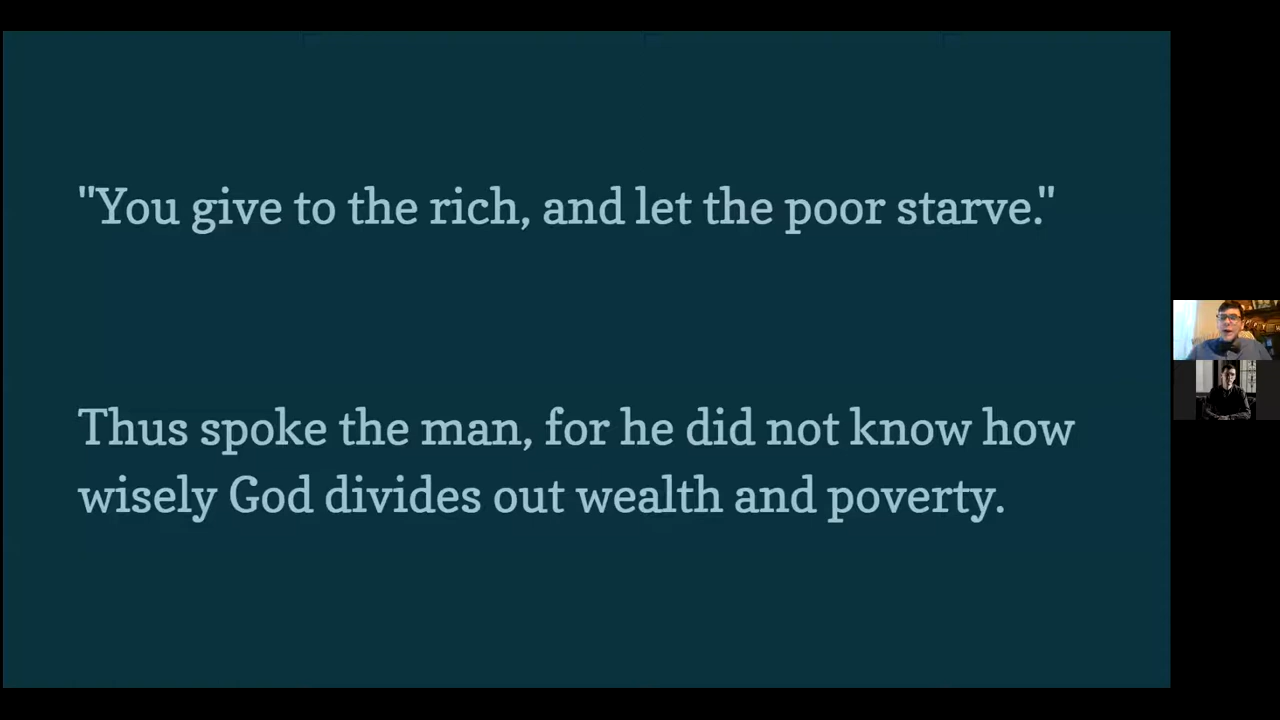 "You give to the rich, and let the poor starve."
Thus spoke the man, for he did not know how
wisely God divides out wealth and poverty.